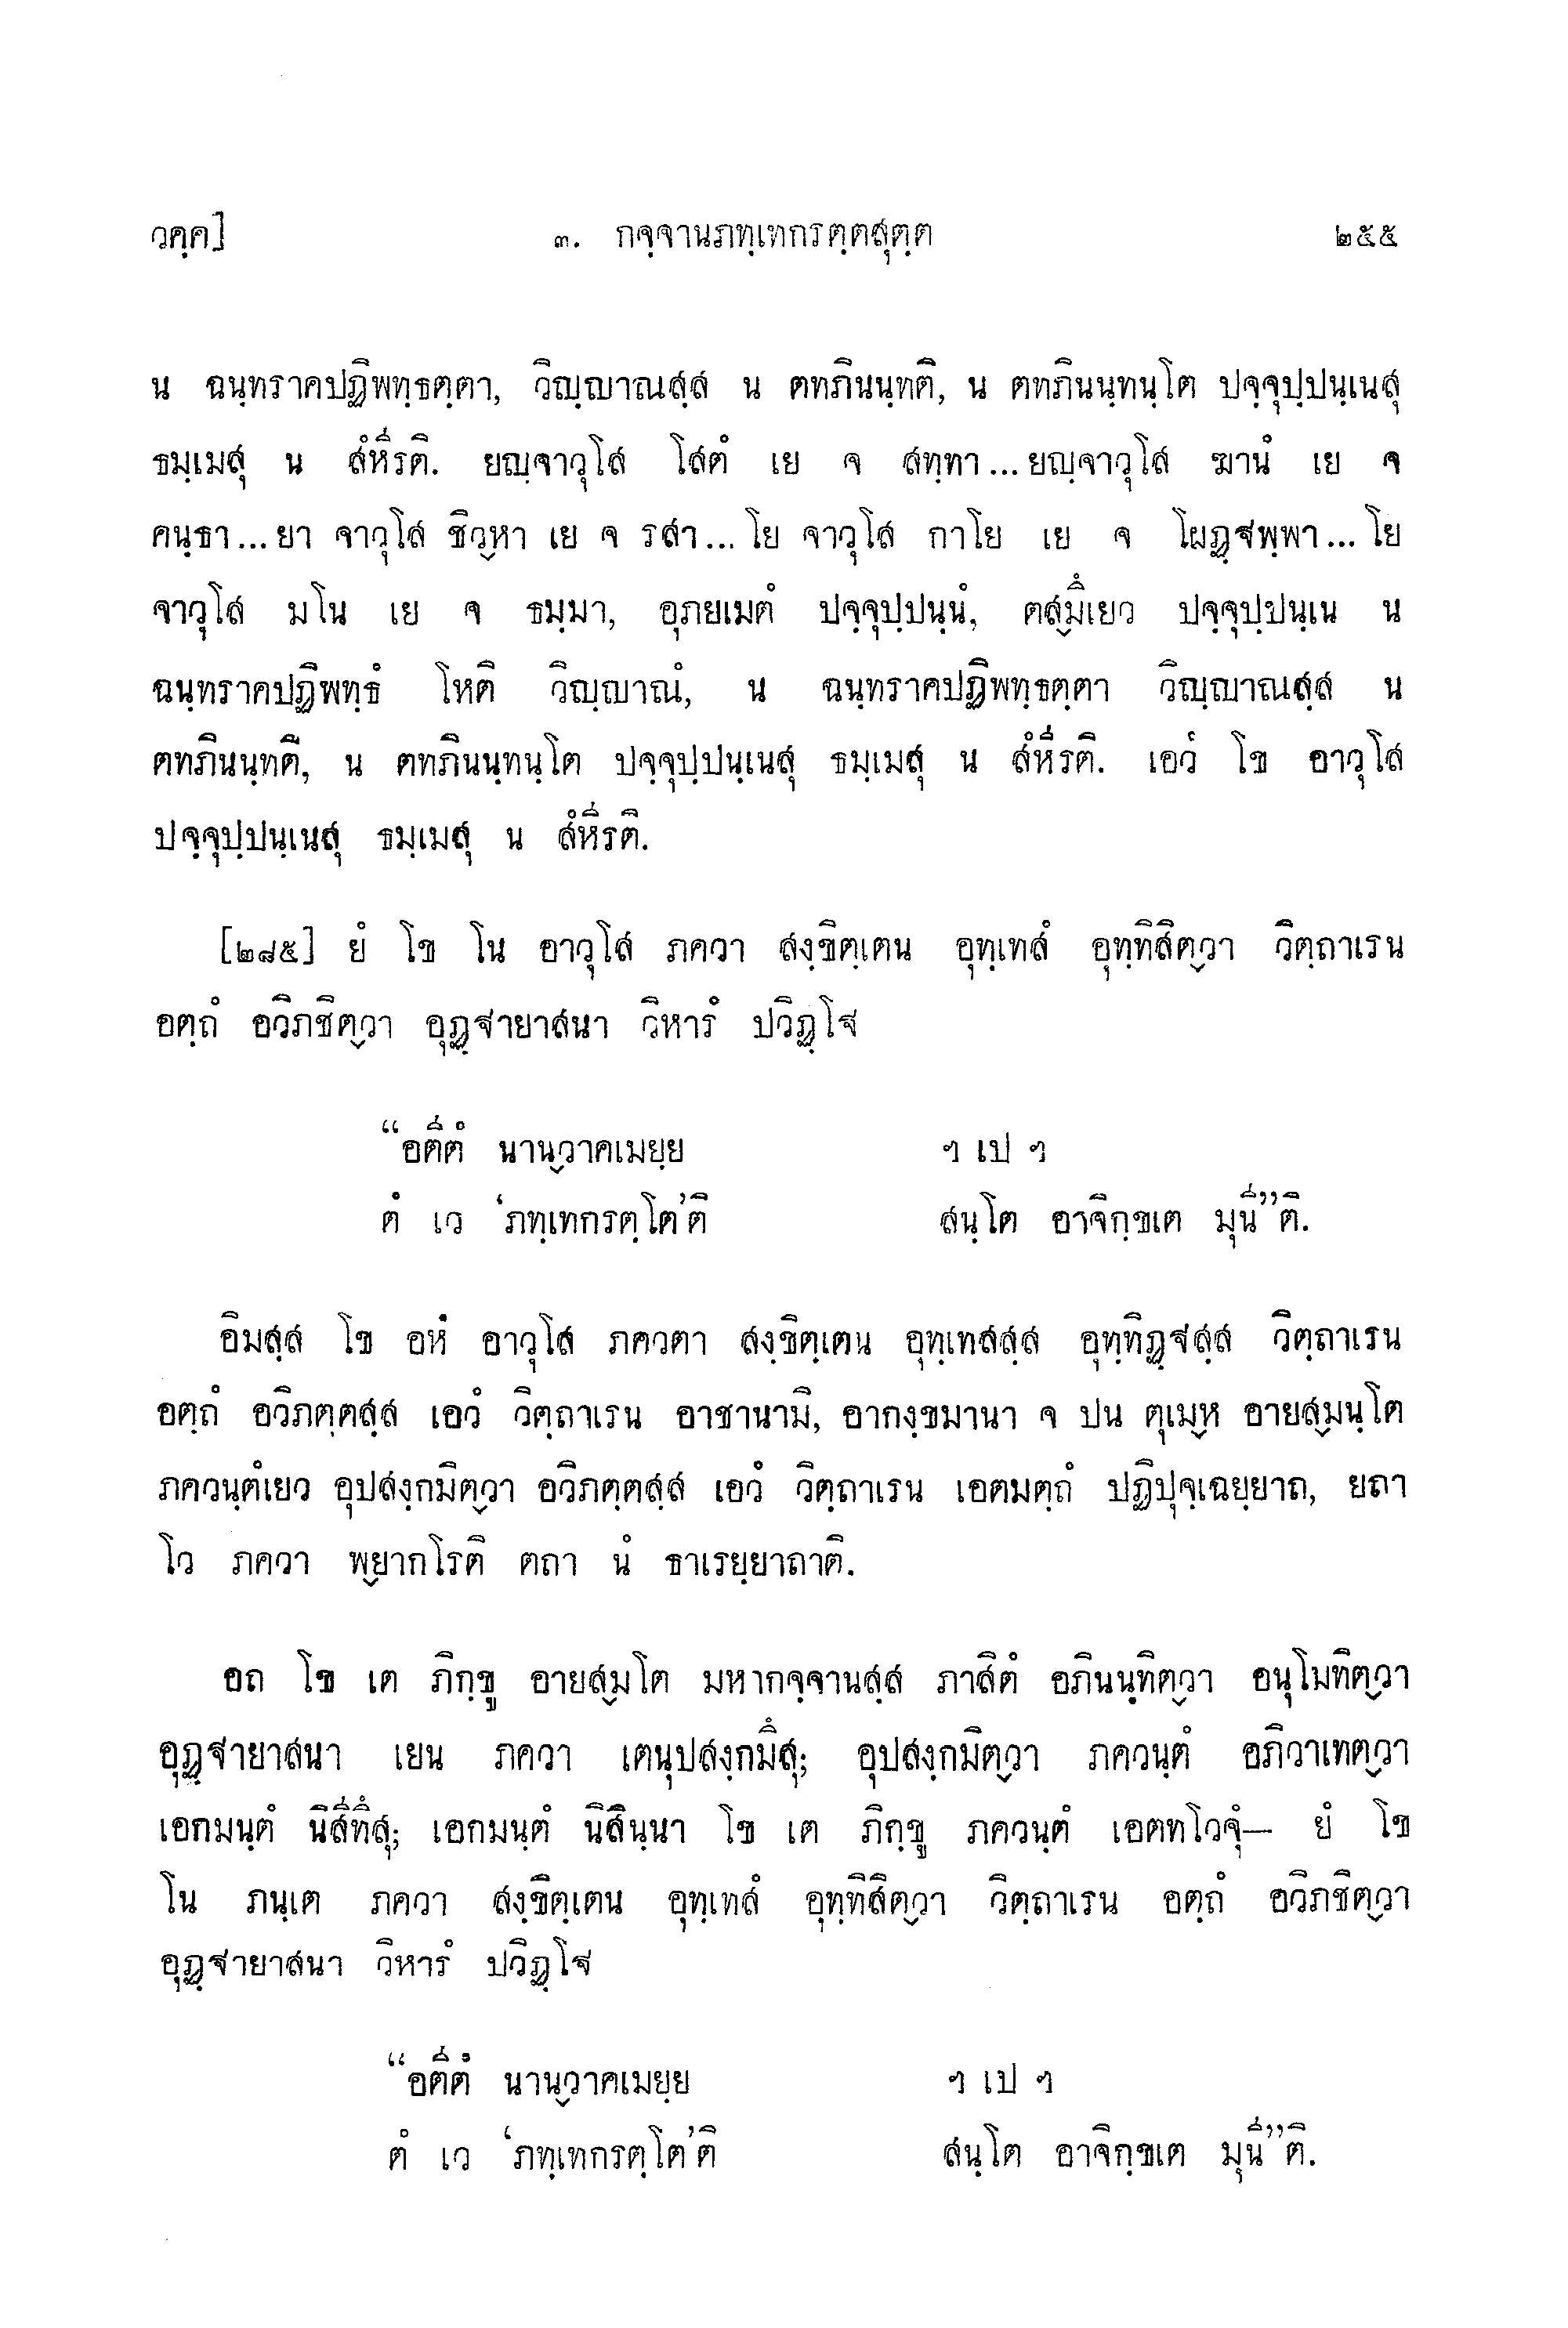 วคฺค] ๓. กจฺจานภทฺเทกรตฺตสุตฺต ๒๕๕
น ฉนฺทราคปฏิพทฺธตฺตา, วิญฺญาณสฺส น ตทภินนฺทติ, น ตทภินนฺทนฺโต ปจฺจุปฺปนฺเนสุ
ธมฺเมสุ น สํหีรติ. ยญฺจาวุโส โสตํ เย จ สทฺทา...ยญฺจาวุโส ฆานํ เย จ
คนฺธา...ยา จาวุโส ชิวฺหา เย จ รสา...โย จาวุโส กาโย เย จ โผฏฺฐพฺพา...โย
จาวุโส มโน เย จ ธมฺมา, อุภยเมตํ ปจฺจุปฺปนฺนํ, ตสฺมึเยว ปจฺจุปฺปนฺเน น
ฉนฺทราคปฏิพทฺธํ โหติ วิญฺญาณํ, น ฉนฺทราคปฏิพทฺธตฺตา วิญฺญาณสฺส น
ตทภินนฺทติ, น ตทภินนฺทนฺโต ปจฺจุปฺปนฺเนสุ ธมฺเมสุ น สํหีรติ. เอวํ โข อาวุโส
ปจฺจุปฺปนฺเนสุ ธมฺเมสุ น สํหีรติ.
[๒๘๕] ยํ โข โน อาวุโส ภควา สงฺขิตฺเตน อุทฺเทสํ อุทฺทิสิตฺวา วิตฺถาเรน
อตฺถํ อวิภชิตฺวา อุฏฺฐายาสนา วิหารํ ปวิฏฺโฐ
“อตีตํ นานฺวาคเมยฺย ฯ เป ฯ
ตํ เว ‘ภทฺเทกรตฺโต’ติ สนฺโต อาจิกฺขเต มุนี”ติ.
อิมสฺส โข อหํ อาวุโส ภควตา สงฺขิตฺเตน อุทฺเทสสฺส อุทฺทิฏฺฐสฺส วิตฺถาเรน
อตฺถํ อวิภตฺตสฺส เอวํ วิตฺถาเรน อาชานามิ, อากงฺขมานา จ ปน ตุเมฺห อายสฺมนฺโต
ภควนฺตํเยว อุปสงฺกมิตฺวา อวิภตฺตสฺส เอวํ วิตฺถาเรน เอตมตฺถํ ปฏิปุจฺเฉยฺยาถ, ยถา
โว ภควา พฺยากโรติ ตถา นํ ธาเรยฺยาถาติ.
อถ โข เต ภิกฺขู อายสฺมโต มหากจฺจานสฺส ภาสิตํ อภินนฺทิตฺวา อนุโมทิตฺวา
อุฏฺฐายาสนา เยน ภควา เตนุปสงฺกมึสุ; อุปสงฺกมิตฺวา ภควนฺตํ อภิวาเทตฺวา
เอกมนฺตํ นิสีทึสุ; เอกมนฺตํ นิสินฺนา โข เต ภิกฺขู ภควนฺตํ เอตทโวจุํ— ยํ โข
โน ภนฺเต ภควา สงฺขิตฺเตน อุทฺเทสํ อุทฺทิสิตฺวา วิตฺถาเรน อตฺถํ อวิภชิตฺวา
อุฏฺฐายาสนา วิหารํ ปวิฏฺโฐ
“อตีตํ นานฺวาคเมยฺย ฯ เป ฯ
ตํ เว ‘ภทฺเทกรตฺโต’ติ สนฺโต อาจิกฺขเต มุนี”ติ.